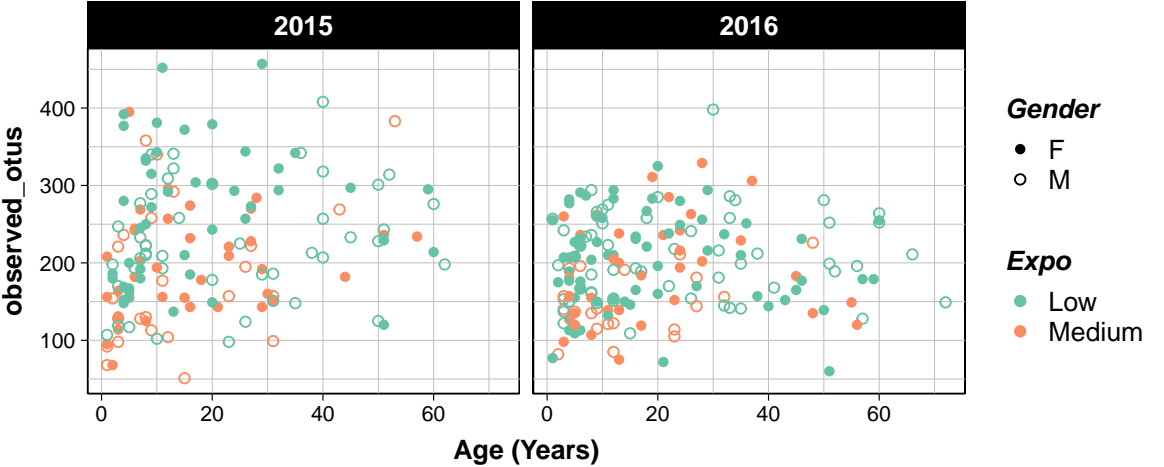 2015
2016
observed_otus
400
300
200
100
0 20 40 60
0 20 40 60
Age (Years)
Gender
F
M
Expo
Low
Medium